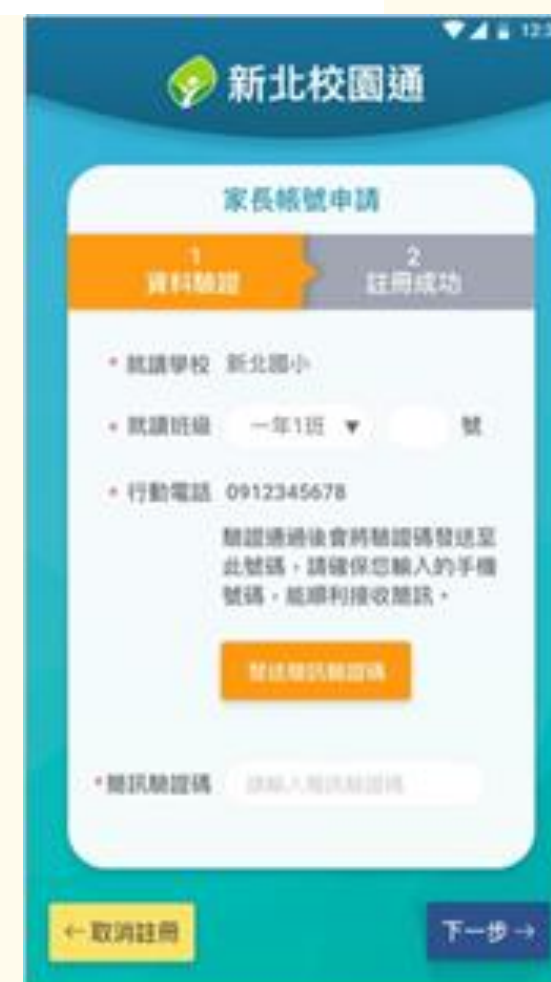 12:3
新北校園通
家長帳號申請
1
資料驗證
2
註冊成功
* 就讀學校 新北國小
* 就讀班級 一年1班 ▼ 號
* 行動電話 0912345678
驗證通過後會將驗證碼發送至
此號碼，請確保您輸入的手機
號碼，能順利接收簡訊。
發送簡訊驗證碼
*簡訊驗證碼 請輸入簡訊驗證碼
← 取消註冊
下一步 →